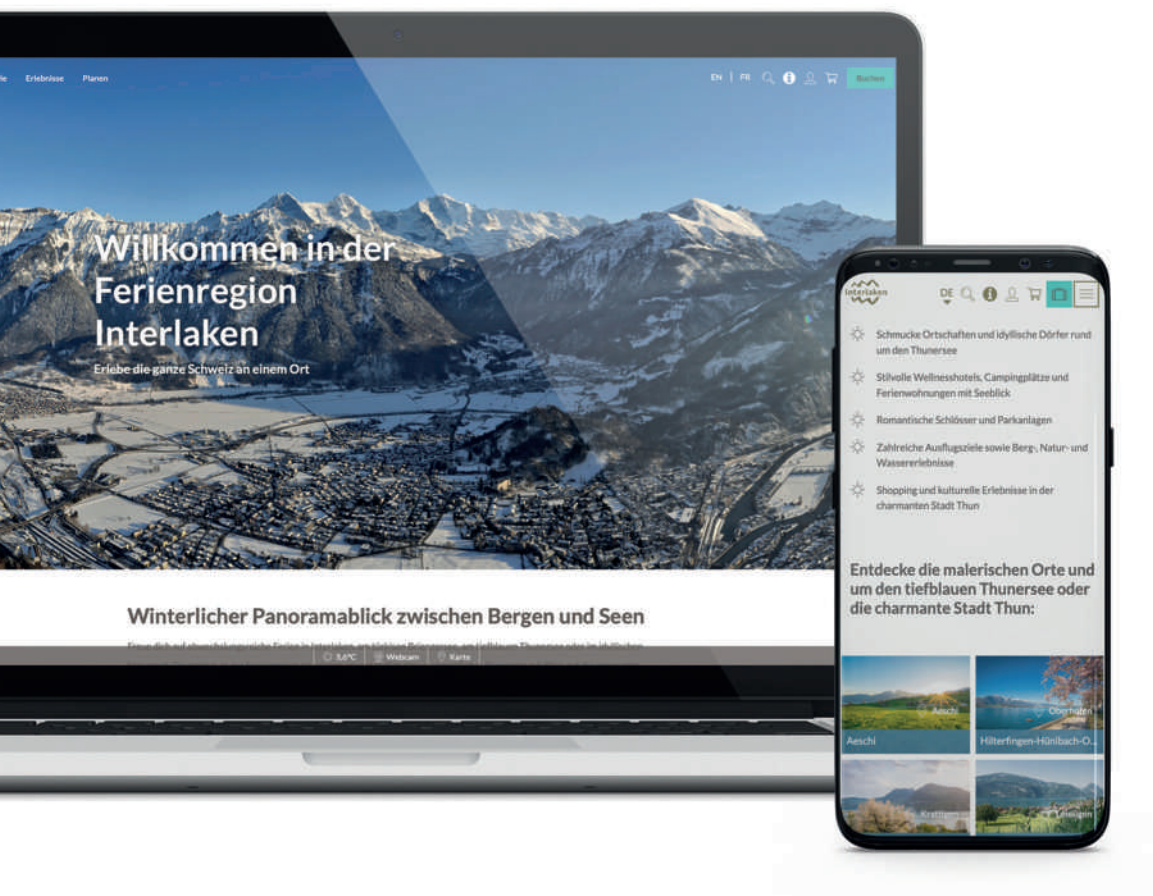 Erlebnisse Planen
EN | FR Buchen
Willkommen in der
Ferienregion
Interlaken
Erlebe die ganze Schweiz an einem Ort
Winterlicher Panoramablick zwischen Bergen und Seen
3,6°C Webcam Karte
Interlaken
DE
Schmucke Ortschaften und idyllische Dörfer rund
um den Thunersee
Stilvolle Wellnesshotels, Campingplätze und
Ferienwohnungen mit Seeblick
Romantische Schlösser und Parkanlagen
Zahlreiche Ausflugsziele sowie Berg-, Natur- und
Wassererlebnisse
Shopping und kulturelle Erlebnisse in der
charmanten Stadt Thun
Entdecke die malerischen Orte und
um den tiefblauen Thunersee oder
die charmante Stadt Thun:
Aeschi
Oberhofen
Aeschi
Hilterfingen-Hünibach-O...
Krattigen
Leissigen